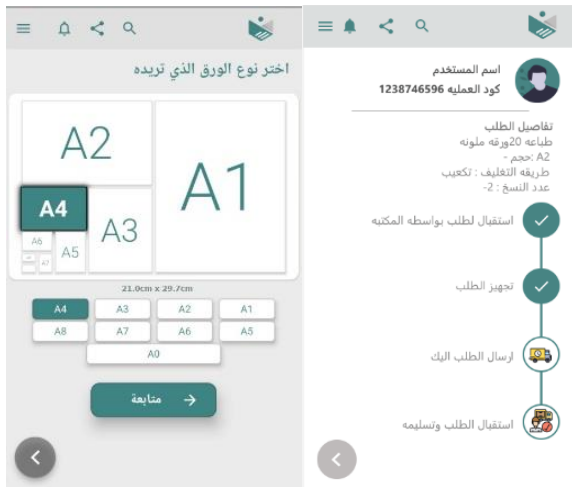 اختر نوع الورق الذي تريده
A2
A1
A4
A3
A6
A5
A7
21.0cm x 29.7cm
A4 A3 A2 A1
A8 A7 A6 A5
A0
متابعة
اسم المستخدم
كود العمليه 1238746596
تفاصيل الطلب
طباعه 20ورقه ملونه
A2 :حجم -
طريقه التغليف : تكعيب
عدد النسخ : 2-
استقبال لطلب بواسطه المكتبه
تجهيز الطلب
ارسال الطلب اليك
استقبال الطلب وتسليمه